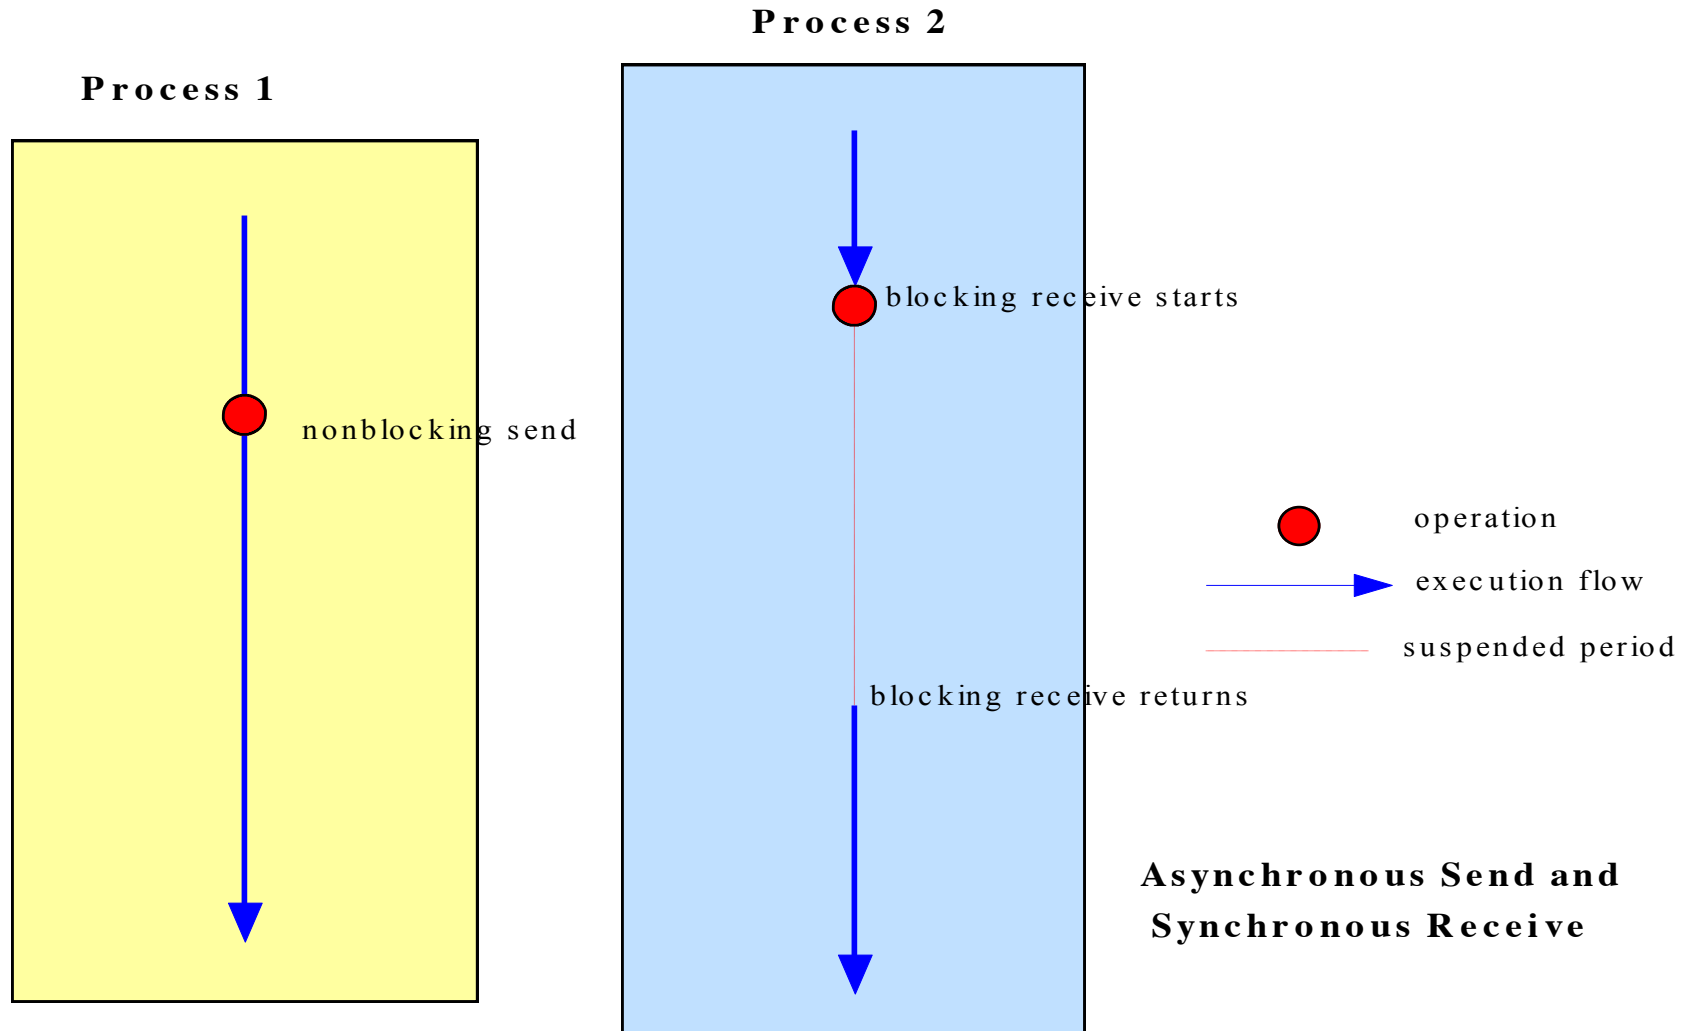 Process 2
Process 1
blocking receive starts
nonblocking send
operation
execution flow
suspended period
blocking receive returns
Asynchronous Send and
Synchronous Receive